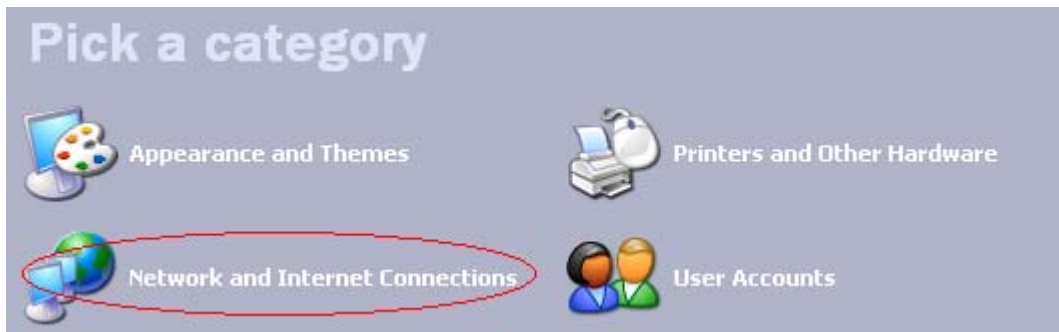 Pick a category
Appearance and Themes
Printers and Other Hardware
Network and Internet Connections
User Accounts